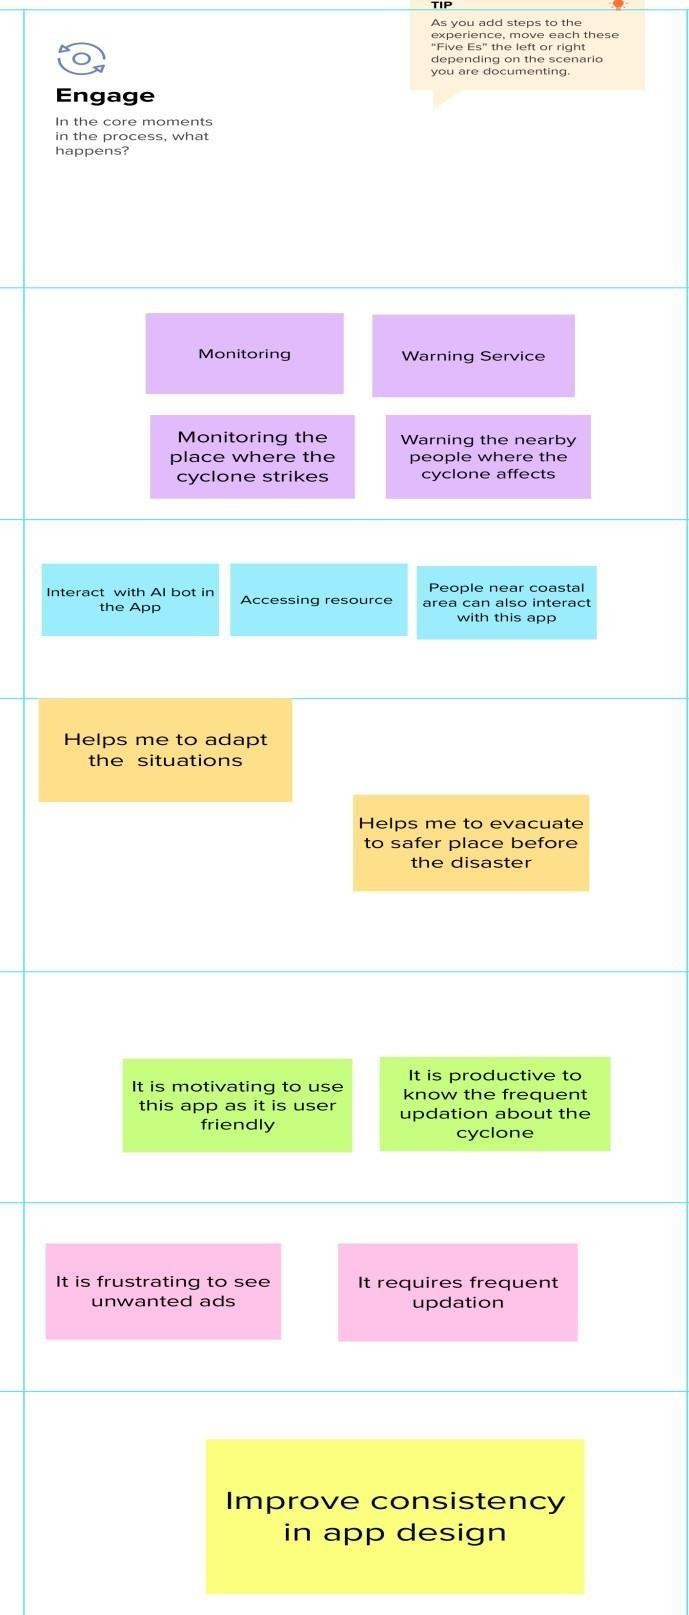 TIP
As you add steps to the
experience, move each these
“Five Es” the left or right
depending on the scenario
you are documenting.
Engage
In the core moments
in the process, what
happens?
Monitoring
Warning Service
Monitoring the
place where the
cyclone strikes
Warning the nearby
people where the
cyclone affects
Interact  with AI bot in
the App
Accessing resource
People near coastal
area can also interact
with this app
Helps me to adapt
the  situations
Helps me to evacuate
to safer place before
the disaster
It is motivating to use
this app as it is user
friendly
It is productive to
know the frequent
updation about the
cyclone
It is frustrating to see
unwanted ads
It requires frequent
updation
Improve consistency
in app design